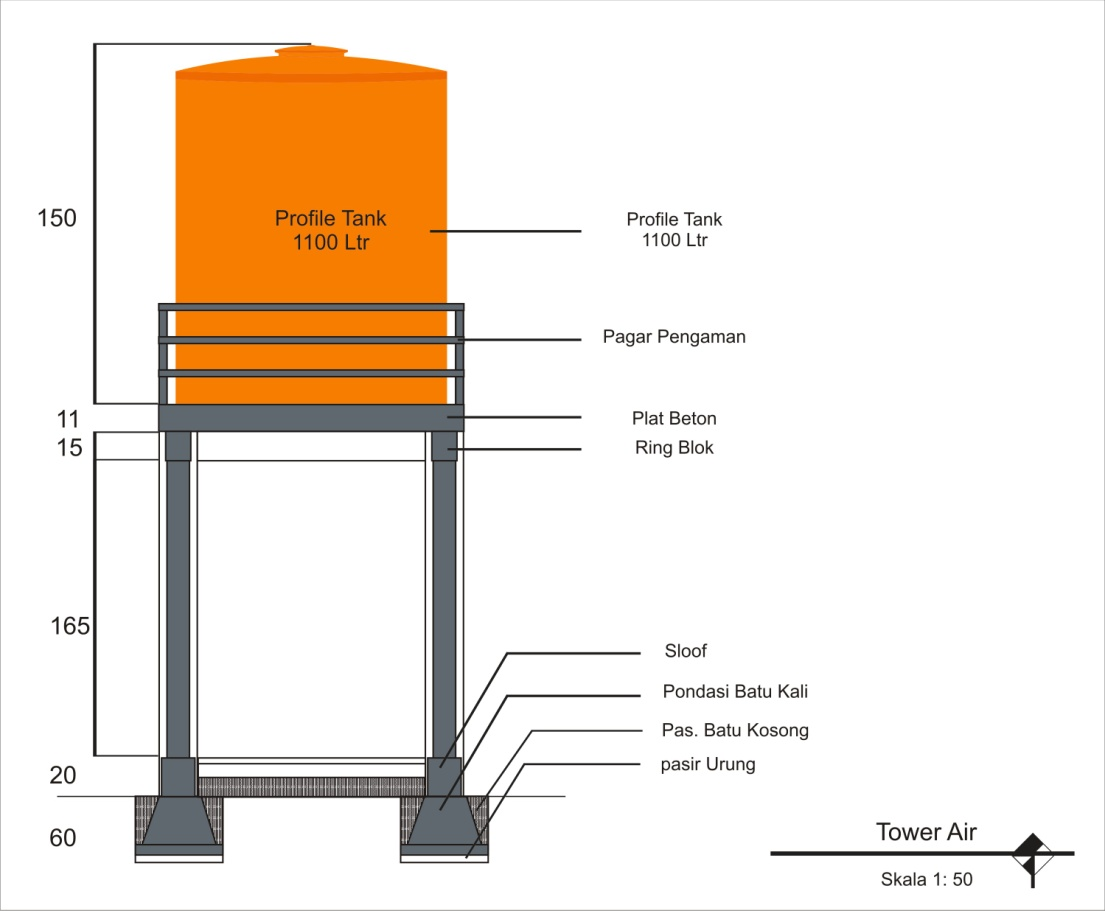 150
Profile Tank
1100 Ltr
Profile Tank
1100 Ltr
Pagar Pengaman
11
Plat Beton
15
Ring Blok
165
Sloof
Pondasi Batu Kali
Pas. Batu Kosong
pasir Urung
20
60
Tower Air
Skala 1: 50